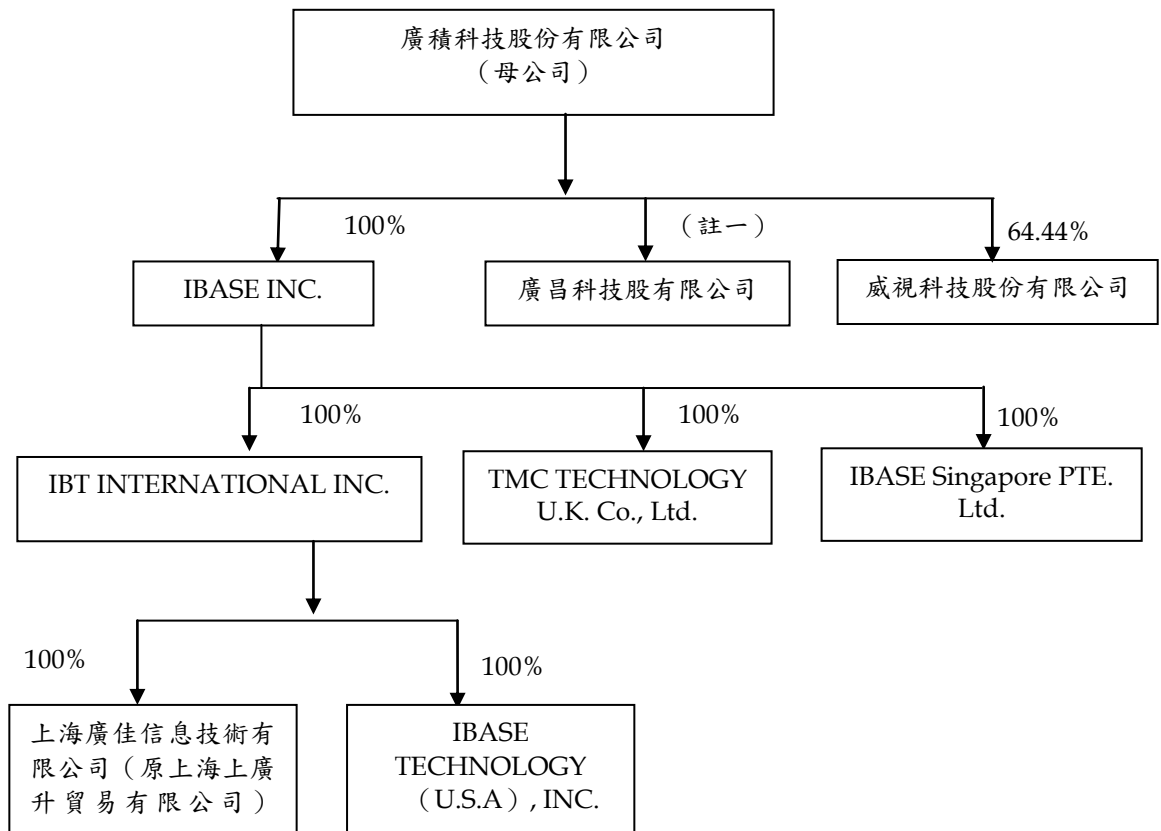 廣積科技股份有限公司
（母公司）
100%
（註一）
64.44%
IBASE INC.
廣昌科技股有限公司
威視科技股份有限公司
100%
100%
100%
IBT INTERNATIONAL INC.
TMC TECHNOLOGY
U.K. Co., Ltd.
IBASE Singapore PTE.
Ltd.
100%
100%
上海廣佳信息技術有
限公司（原上海上廣
升貿易有限公司）
IBASE
TECHNOLOGY
（U.S.A）, INC.